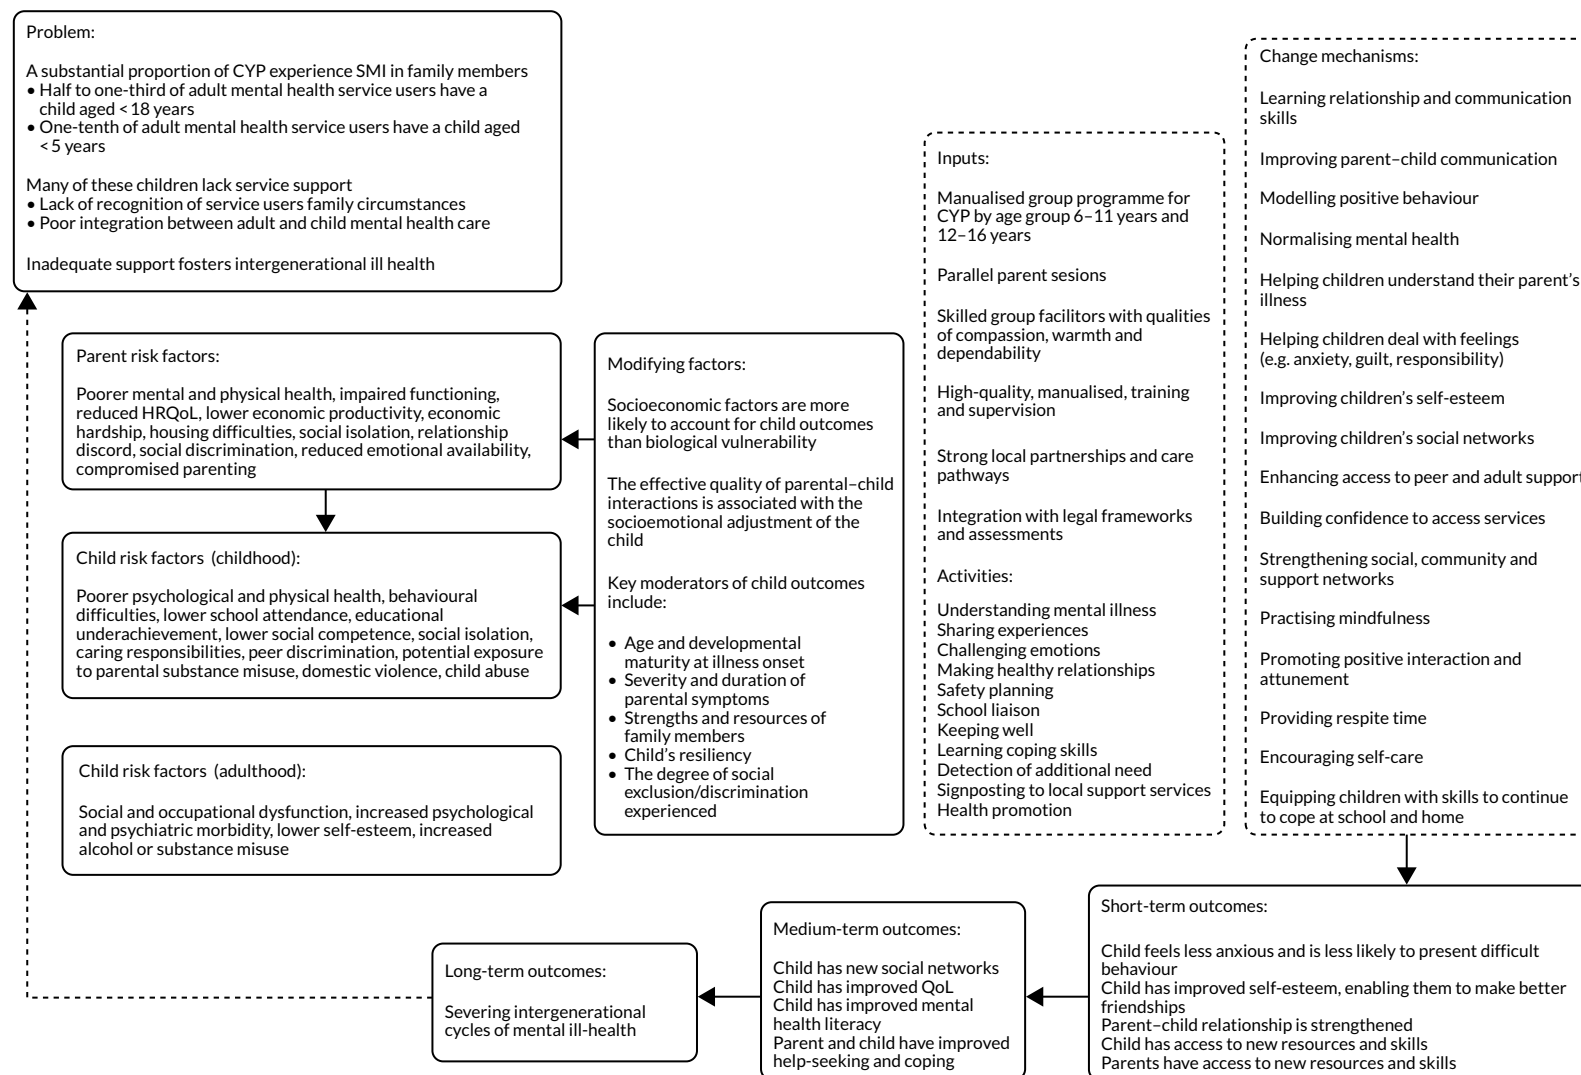 Problem:
A substantial proportion of CYP experience SMI in family members
• Half to one-third of adult mental health service users have a
child aged <18 years
• One-tenth of adult mental health service users have a child aged
<5 years
Many of these children lack service support
• Lack of recognition of service users family circumstances
• Poor integration between adult and child mental health care
Inadequate support fosters intergenerational ill health
Parent risk factors:
Poorer mental and physical health, impaired functioning,
reduced HRQoL, lower economic productivity, economic
hardship, housing difficulties, social isolation, relationship
discord, social discrimination, reduced emotional availability,
compromised parenting
Child risk factors (childhood):
Poorer psychological and physical health, behavioural
difficulties, lower school attendance, educational
underachievement, lower social competence, social isolation,
caring responsibilities, peer discrimination, potential exposure
to parental substance misuse, domestic violence, child abuse
Child risk factors (adulthood):
Social and occupational dysfunction, increased psychological
and psychiatric morbidity, lower self-esteem, increased
alcohol or substance misuse
Modifying factors:
Socioeconomic factors are more
likely to account for child outcomes
than biological vulnerability
The effective quality of parental–child
interactions is associated with the
socioemotional adjustment of the
child
Key moderators of child outcomes
include:
• Age and developmental
maturity at illness onset
• Severity and duration of
parental symptoms
• Strengths and resources of
family members
• Child's resiliency
• The degree of social
exclusion/discrimination
experienced
Inputs:
Manualised group programme for
CYP by age group 6–11 years and
12–16 years
Parallel parent sesions
Skilled group facilitors with qualities
of compassion, warmth and
dependability
High-quality, manualised, training
and supervision
Strong local partnerships and care
pathways
Integration with legal frameworks
and assessments
Activities:
Understanding mental illness
Sharing experiences
Challenging emotions
Making healthy relationships
Safety planning
School liaison
Keeping well
Learning coping skills
Detection of additional need
Signposting to local support services
Health promotion
Change mechanisms:
Learning relationship and communication
skills
Improving parent–child communication
Modelling positive behaviour
Normalising mental health
Helping children understand their parent's
illness
Helping children deal with feelings
(e.g. anxiety, guilt, responsibility)
Improving children's self-esteem
Improving children's social networks
Enhancing access to peer and adult support
Building confidence to access services
Strengthening social, community and
support networks
Practising mindfulness
Promoting positive interaction and
attunement
Providing respite time
Encouraging self-care
Equipping children with skills to continue
to cope at school and home
Short-term outcomes:
Child feels less anxious and is less likely to present difficult
behaviour
Child has improved self-esteem, enabling them to make better
friendships
Parent–child relationship is strengthened
Child has access to new resources and skills
Parents have access to new resources and skills
Medium-term outcomes:
Child has new social networks
Child has improved QoL
Child has improved mental
health literacy
Parent and child have improved
help-seeking and coping
Long-term outcomes:
Severing intergenerational
cycles of mental ill-health